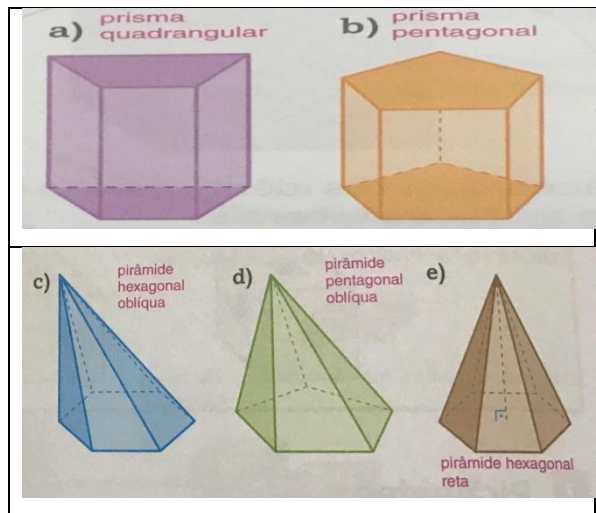 a) prisma
quadrangular
b) prisma
pentagonal
c) pirâmide
hexagonal
oblíqua
d) pirâmide
pentagonal
oblíqua
e)
pirâmide hexagonal
reta